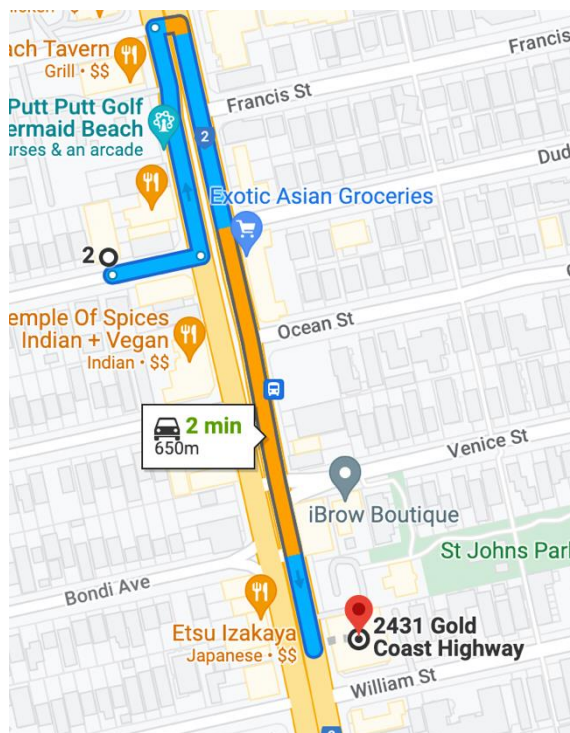 ach Tavern
Grill • $$
Francis
Francis St
Putt Putt Golf
ermaid Beach
urses & an arcade
2
Dud
Exotic Asian Groceries
2
emple Of Spices
Indian + Vegan
Indian • $$
Ocean St
2 min
650m
Venice St
iBrow Boutique
St Johns Parl
Bondi Ave
Etsu Izakaya
Japanese • $$
2431 Gold
Coast Highway
William St